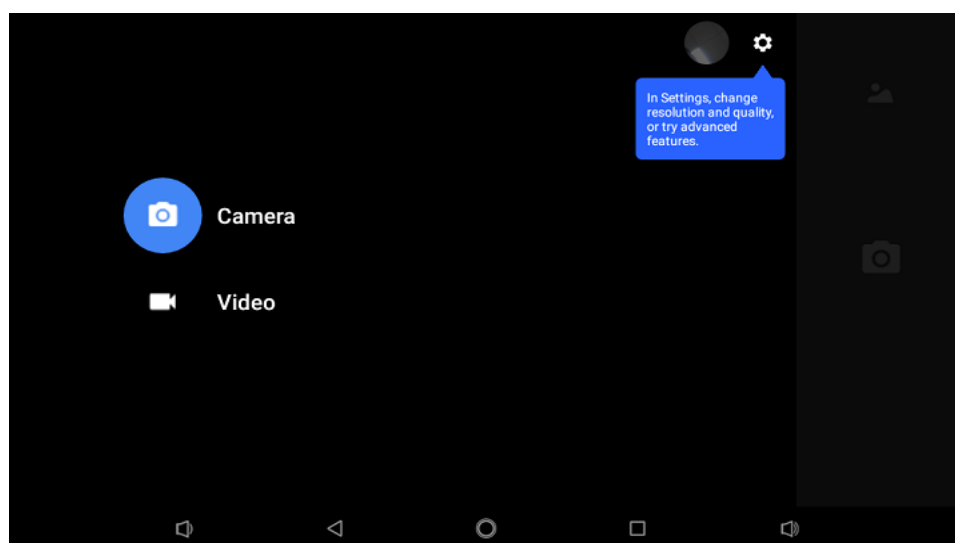 In Settings, change
resolution and quality,
or try advanced
features.
Camera
Video